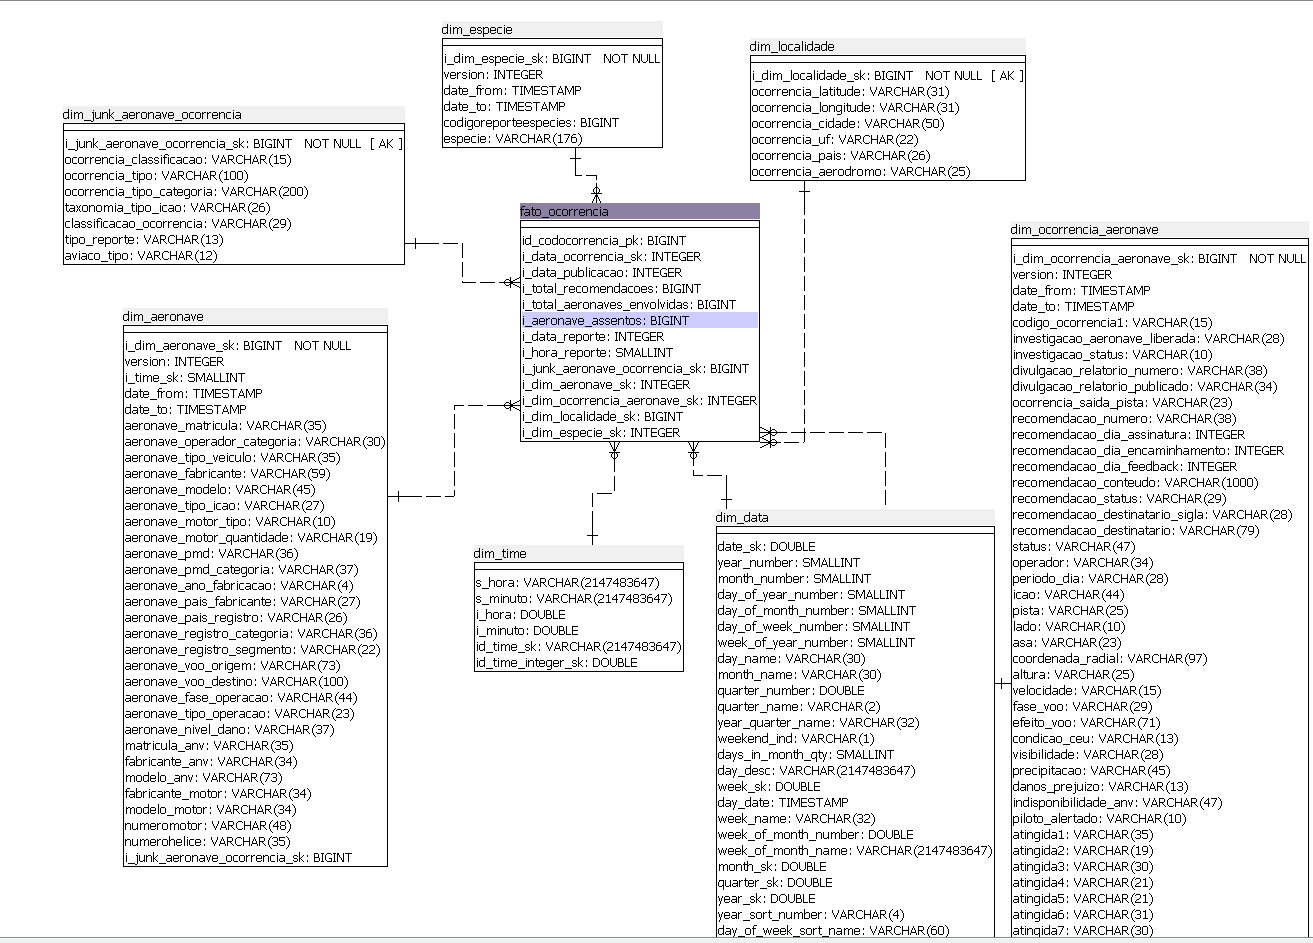 dim_especie
i_dim_especie_sk: BIGINT NOT NULL
version: INTEGER
date_from: TIMESTAMP
date_to: TIMESTAMP
codigoreporteespecies: BIGINT
especie: VARCHAR(176)
dim_localidade
i_dim_localidade_sk: BIGINT NOT NULL [ AK ]
ocorrencia_latitude: VARCHAR(31)
ocorrencia_longitude: VARCHAR(31)
ocorrencia_cidade: VARCHAR(50)
ocorrencia_uf: VARCHAR(22)
ocorrencia_pais: VARCHAR(26)
ocorrencia_aerodromo: VARCHAR(25)
dim_junk_aeronave_ocorrencia
i_junk_aeronave_ocorrencia_sk: BIGINT NOT NULL [ AK ]
ocorrencia_classificacao: VARCHAR(15)
ocorrencia_tipo: VARCHAR(100)
ocorrencia_tipo_categoria: VARCHAR(200)
taxonomia_tipo_icao: VARCHAR(26)
classificacao_ocorrencia: VARCHAR(29)
tipo_reporte: VARCHAR(13)
aviaco_tipo: VARCHAR(12)
fato_ocorrencia
id_codocorrencia_pk: BIGINT
i_data_ocorrencia_sk: INTEGER
i_data_publicacao: INTEGER
i_total_recomendacoes: BIGINT
i_total_aeronaves_envolvidas: BIGINT
i_aeronave_assentos: BIGINT
i_data_reporte: INTEGER
i_hora_reporte: SMALLINT
i_junk_aeronave_ocorrencia_sk: BIGINT
i_dim_aeronave_sk: INTEGER
i_dim_ocorrencia_aeronave_sk: INTEGER
i_dim_localidade_sk: BIGINT
i_dim_especie_sk: INTEGER
dim_aeronave
i_dim_aeronave_sk: BIGINT NOT NULL
version: INTEGER
i_time_sk: SMALLINT
date_from: TIMESTAMP
date_to: TIMESTAMP
aeronave_matricula: VARCHAR(35)
aeronave_operador_categoria: VARCHAR(30)
aeronave_tipo_veiculo: VARCHAR(35)
aeronave_fabricante: VARCHAR(59)
aeronave_modelo: VARCHAR(45)
aeronave_tipo_icao: VARCHAR(27)
aeronave_motor_tipo: VARCHAR(10)
aeronave_motor_quantidade: VARCHAR(19)
aeronave_pmd: VARCHAR(36)
aeronave_pmd_categoria: VARCHAR(37)
aeronave_ano_fabricacao: VARCHAR(4)
aeronave_pais_fabricante: VARCHAR(27)
aeronave_pais_registro: VARCHAR(26)
aeronave_registro_categoria: VARCHAR(36)
aeronave_registro_segmento: VARCHAR(22)
aeronave_voo_origem: VARCHAR(73)
aeronave_voo_destino: VARCHAR(100)
aeronave_fase_operacao: VARCHAR(44)
aeronave_tipo_operacao: VARCHAR(23)
aeronave_nivel_dano: VARCHAR(37)
matricula_anv: VARCHAR(35)
fabricante_anv: VARCHAR(34)
modelo_anv: VARCHAR(73)
fabricante_motor: VARCHAR(34)
modelo_motor: VARCHAR(34)
numeromotor: VARCHAR(48)
numerohelice: VARCHAR(35)
i_junk_aeronave_ocorrencia_sk: BIGINT
dim_time
s_hora: VARCHAR(2147483647)
s_minuto: VARCHAR(2147483647)
i_hora: DOUBLE
i_minuto: DOUBLE
id_time_sk: VARCHAR(2147483647)
id_time_integer_sk: DOUBLE
dim_data
date_sk: DOUBLE
year_number: SMALLINT
month_number: SMALLINT
day_of_year_number: SMALLINT
day_of_month_number: SMALLINT
day_of_week_number: SMALLINT
week_of_year_number: SMALLINT
day_name: VARCHAR(30)
month_name: VARCHAR(30)
quarter_number: DOUBLE
quarter_name: VARCHAR(2)
year_quarter_name: VARCHAR(32)
weekend_ind: VARCHAR(1)
days_in_month_qty: SMALLINT
day_desc: VARCHAR(2147483647)
week_sk: DOUBLE
day_date: TIMESTAMP
week_name: VARCHAR(32)
week_of_month_number: DOUBLE
week_of_month_name: VARCHAR(2147483647)
month_sk: DOUBLE
quarter_sk: DOUBLE
year_sk: DOUBLE
year_sort_number: VARCHAR(4)
day_of_week_sort_name: VARCHAR(60)
dim_ocorrencia_aeronave
i_dim_ocorrencia_aeronave_sk: BIGINT NOT NULL
version: INTEGER
date_from: TIMESTAMP
date_to: TIMESTAMP
codigo_ocorrencia1: VARCHAR(15)
investigacao_aeronave_liberada: VARCHAR(28)
investigacao_status: VARCHAR(10)
divulgacao_relatorio_numero: VARCHAR(38)
divulgacao_relatorio_publicado: VARCHAR(34)
ocorrencia_saida_pista: VARCHAR(23)
recomendacao_numero: VARCHAR(38)
recomendacao_dia_assinatura: INTEGER
recomendacao_dia_encaminhamento: INTEGER
recomendacao_dia_feedback: INTEGER
recomendacao_conteudo: VARCHAR(1000)
recomendacao_status: VARCHAR(29)
recomendacao_destinatario_sigla: VARCHAR(28)
recomendacao_destinatario: VARCHAR(79)
status: VARCHAR(47)
operador: VARCHAR(34)
periodo_dia: VARCHAR(28)
icao: VARCHAR(44)
pista: VARCHAR(25)
lado: VARCHAR(10)
asa: VARCHAR(23)
coordenada_radial: VARCHAR(97)
altura: VARCHAR(25)
velocidade: VARCHAR(15)
fase_voo: VARCHAR(29)
efeito_voo: VARCHAR(71)
condicao_ceu: VARCHAR(13)
visibilidade: VARCHAR(28)
precipitacao: VARCHAR(45)
danos_prejuizo: VARCHAR(13)
indisponibilidade_anv: VARCHAR(47)
piloto_alertado: VARCHAR(10)
atingida1: VARCHAR(35)
atingida2: VARCHAR(19)
atingida3: VARCHAR(30)
atingida4: VARCHAR(21)
atingida5: VARCHAR(21)
atingida6: VARCHAR(31)
atingida7: VARCHAR(30)